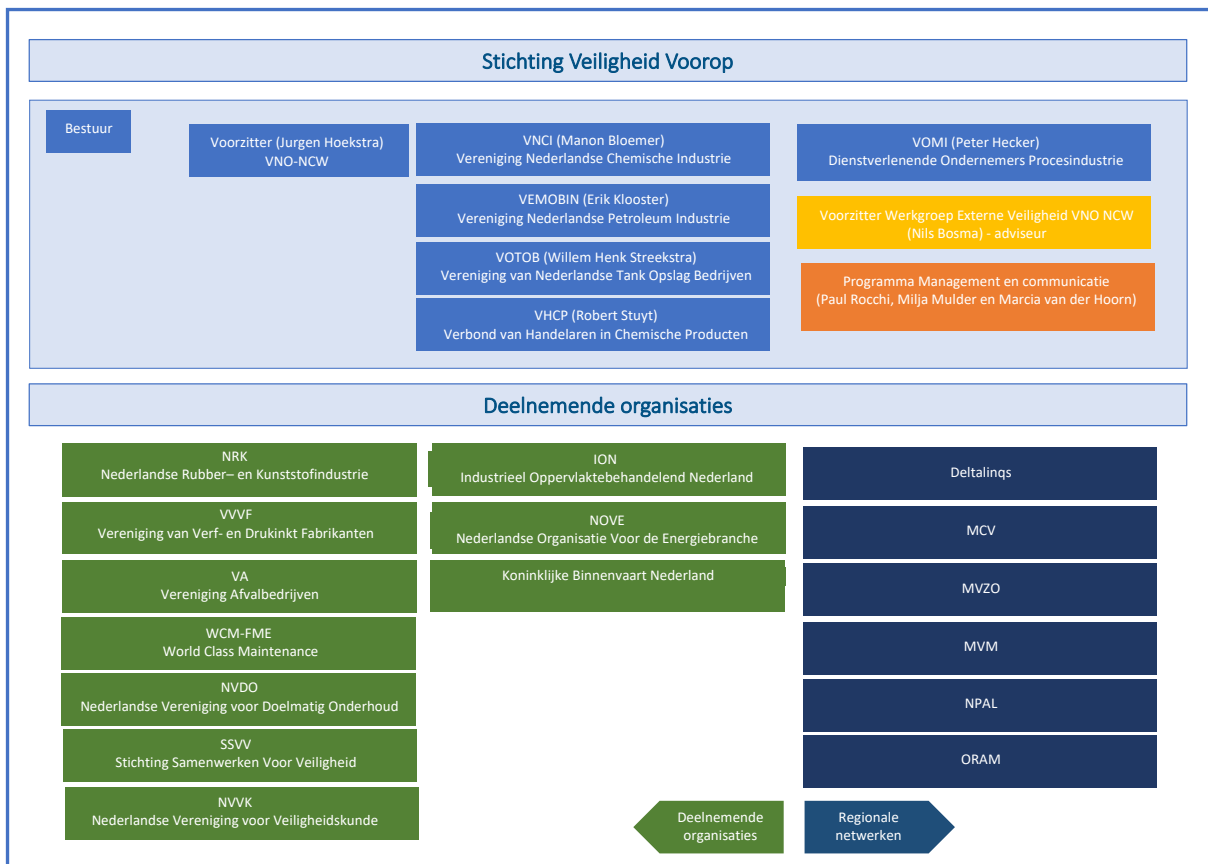 Stichting Veiligheid Voorop
Bestuur
Voorzitter (Jurgen Hoekstra)
VNO-NCW
VNCI (Manon Bloemer)
Vereniging Nederlandse Chemische Industrie
VEMOBIN (Erik Klooster)
Vereniging Nederlandse Petroleum Industrie
VOTOB (Willem Henk Streekstra)
Vereniging van Nederlandse Tank Opslag Bedrijven
VHCP (Robert Stuyt)
Verbond van Handelaren in Chemische Producten
VOMI (Peter Hecker)
Dienstverlenende Ondernemers Procesindustrie
Voorzitter Werkgroep Externe Veiligheid VNO NCW
(Nils Bosma) - adviseur
Programma Management en communicatie
(Paul Rocchi, Milja Mulder en Marcia van der Hoorn)
Deelnemende organisaties
NRK
Nederlandse Rubber– en Kunststofindustrie
VVVF
Vereniging van Verf- en Drukinkt Fabrikanten
VA
Vereniging Afvalbedrijven
WCM-FME
World Class Maintenance
NVDO
Nederlandse Vereniging voor Doelmatig Onderhoud
SSVV
Stichting Samenwerken Voor Veiligheid
NVVK
Nederlandse Vereniging voor Veiligheidskunde
ION
Industrieel Oppervlaktebehandelend Nederland
NOVE
Nederlandse Organisatie Voor de Energiebranche
Koninklijke Binnenvaart Nederland
Deltalinqs
MCV
MVZO
MVM
NPAL
ORAM
Deelnemende
organisaties
Regionale
netwerken